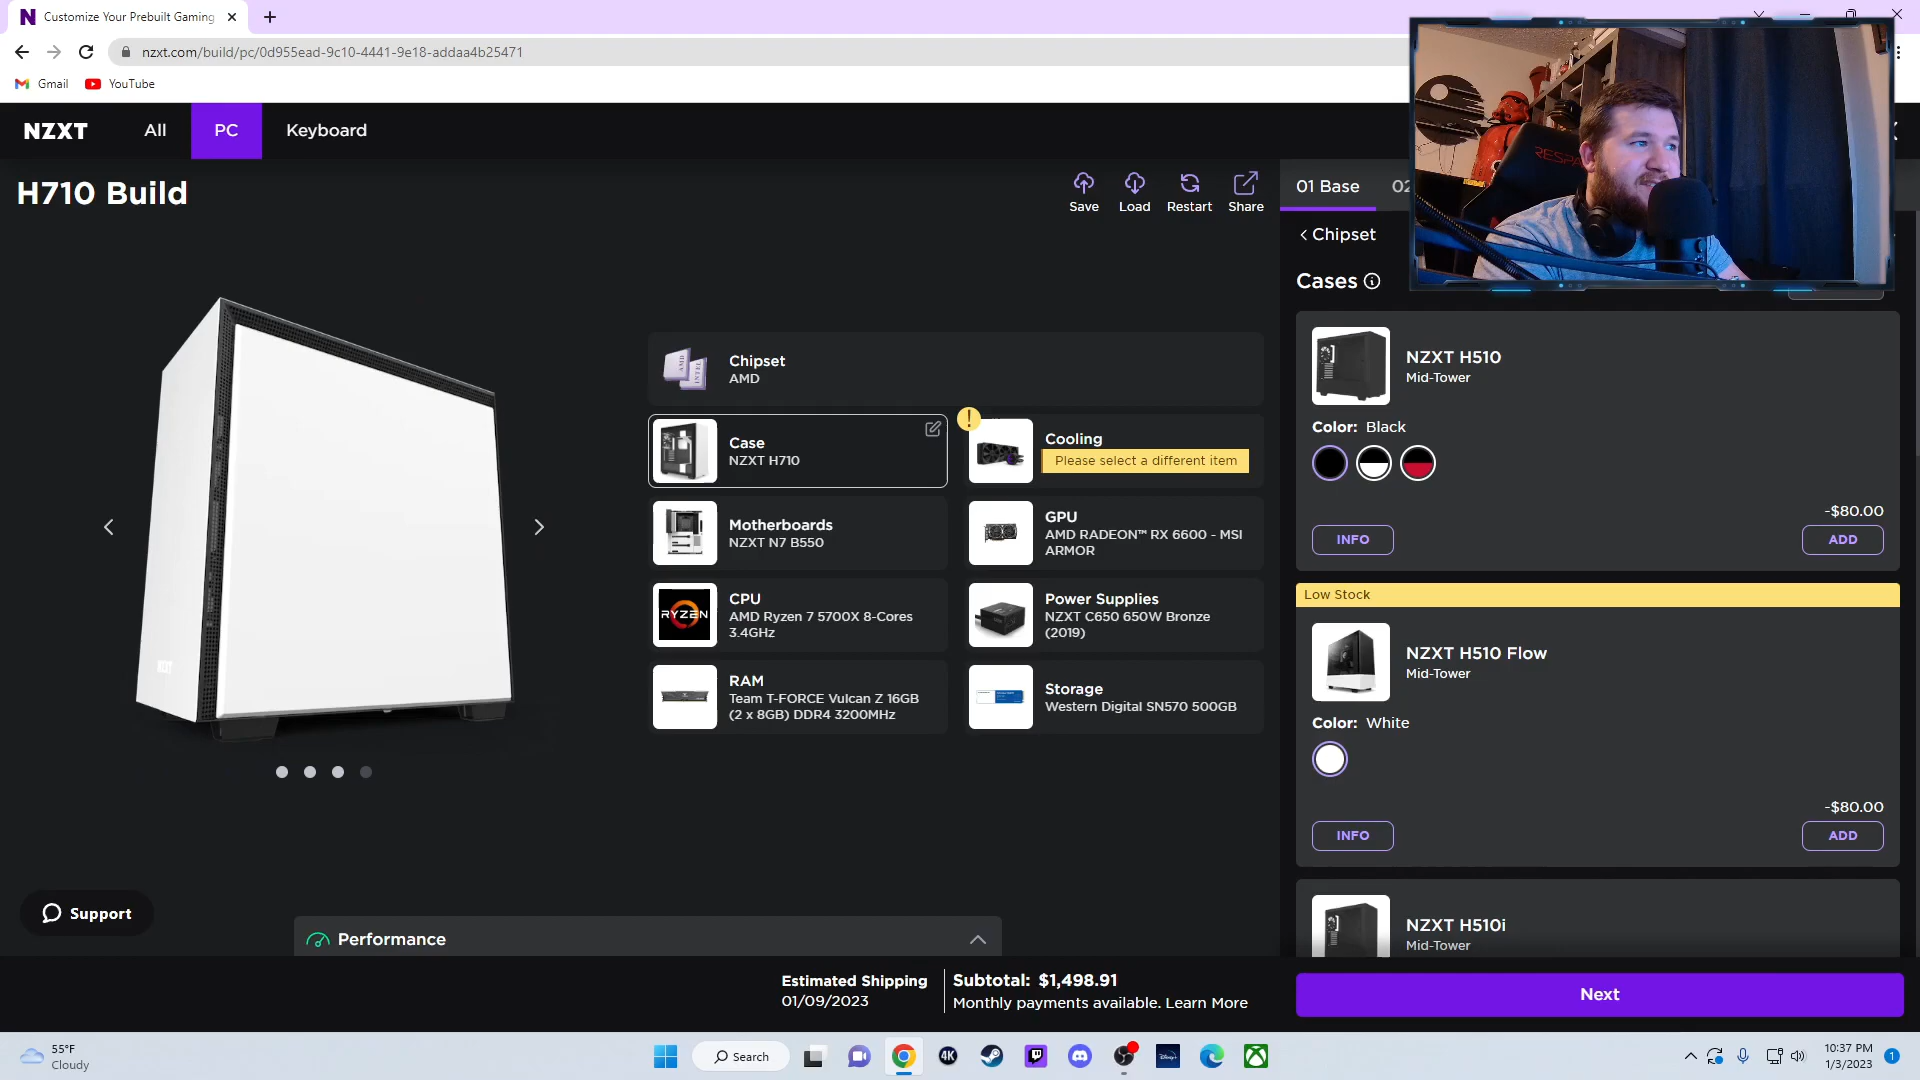 Customize Your Prebuilt Gaming
nzxt.com/build/pc/0d955ead-9c10-4441-9e18-addaa4b25471
Gmail
YouTube
NZXT
All
PC
Keyboard
H710 Build
Save
Load
Restart
Share
01 Base
02
Chipset
Cases
Chipset
AMD
Case
NZXT H710
!
Cooling
Please select a different item
Motherboards
NZXT N7 B550
GPU
AMD RADEON™ RX 6600 - MSI
ARMOR
RYZEN
CPU
AMD Ryzen 7 5700X 8-Cores
3.4GHz
Power Supplies
NZXT C650 650W Bronze
(2019)
RAM
Team T-FORCE Vulcan Z 16GB
(2 x 8GB) DDR4 3200MHz
Storage
Western Digital SN570 500GB
NZXT H510
Mid-Tower
Color: Black
-$80.00
INFO
ADD
Low Stock
NZXT H510 Flow
Mid-Tower
Color: White
-$80.00
INFO
ADD
NZXT H510i
Mid-Tower
Support
Performance
Estimated Shipping
01/09/2023
Subtotal: $1,498.91
Monthly payments available. Learn More
Next
55°F
Cloudy
Search
4K
10:37 PM
1/3/2023
1